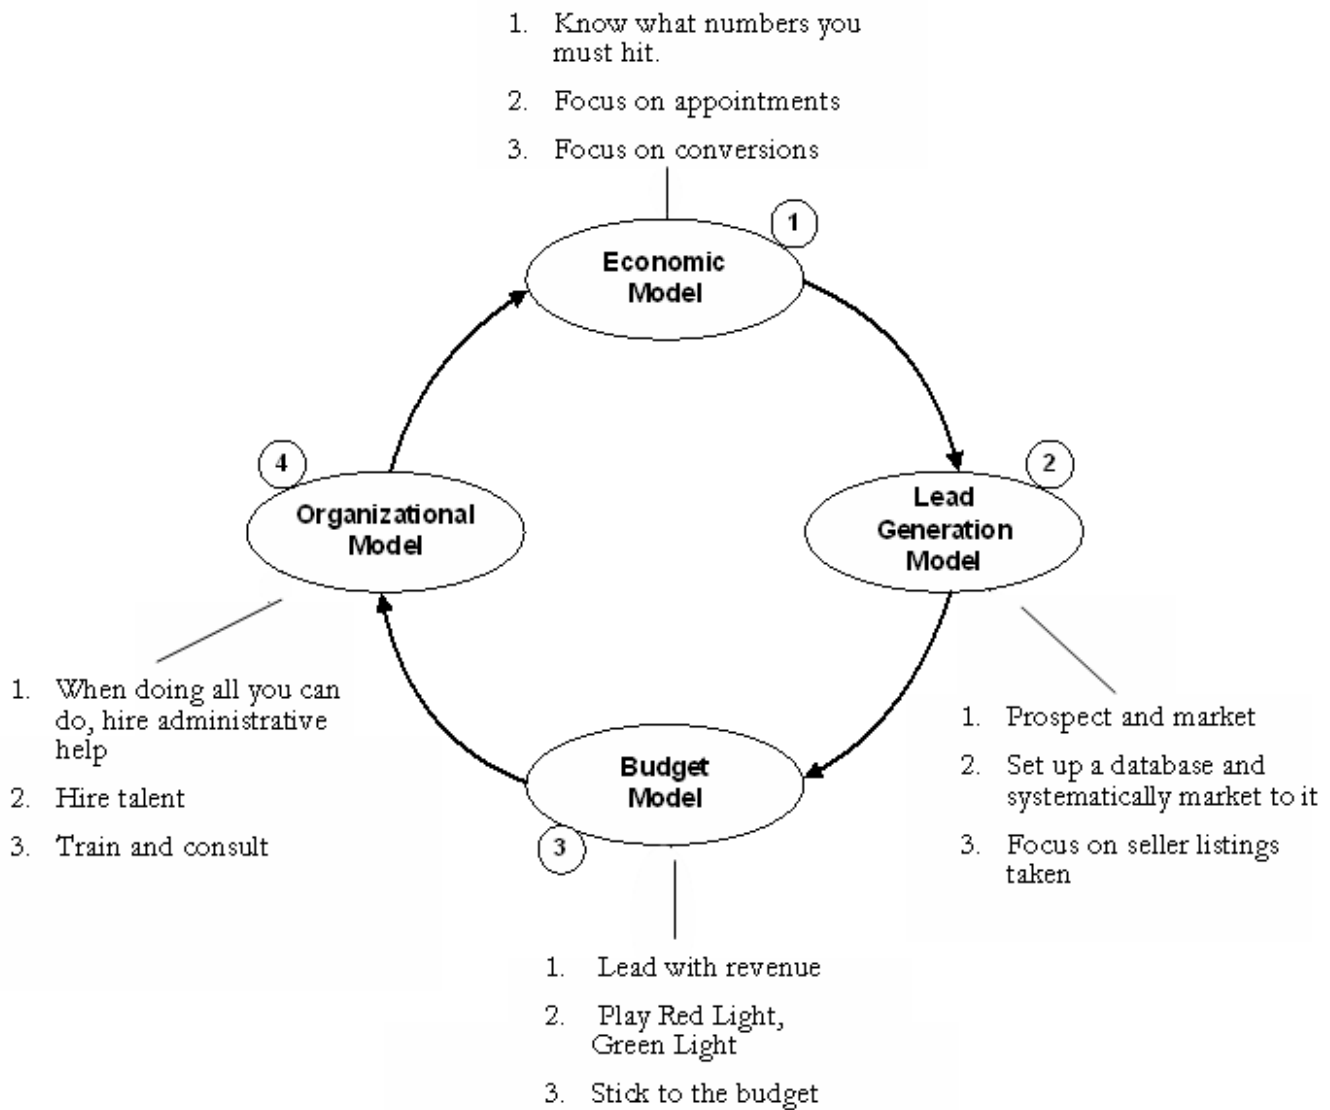 1. Know what numbers you
must hit.
2. Focus on appointments
3. Focus on conversions
1
Economic
Model
2
Lead
Generation
Model
1. Prospect and market
2. Set up a database and
systematically market to it
3. Focus on seller listings
taken
3
Budget
Model
1. Lead with revenue
2. Play Red Light,
Green Light
3. Stick to the budget
4
Organizational
Model
1. When doing all you can
do, hire administrative
help
2. Hire talent
3. Train and consult